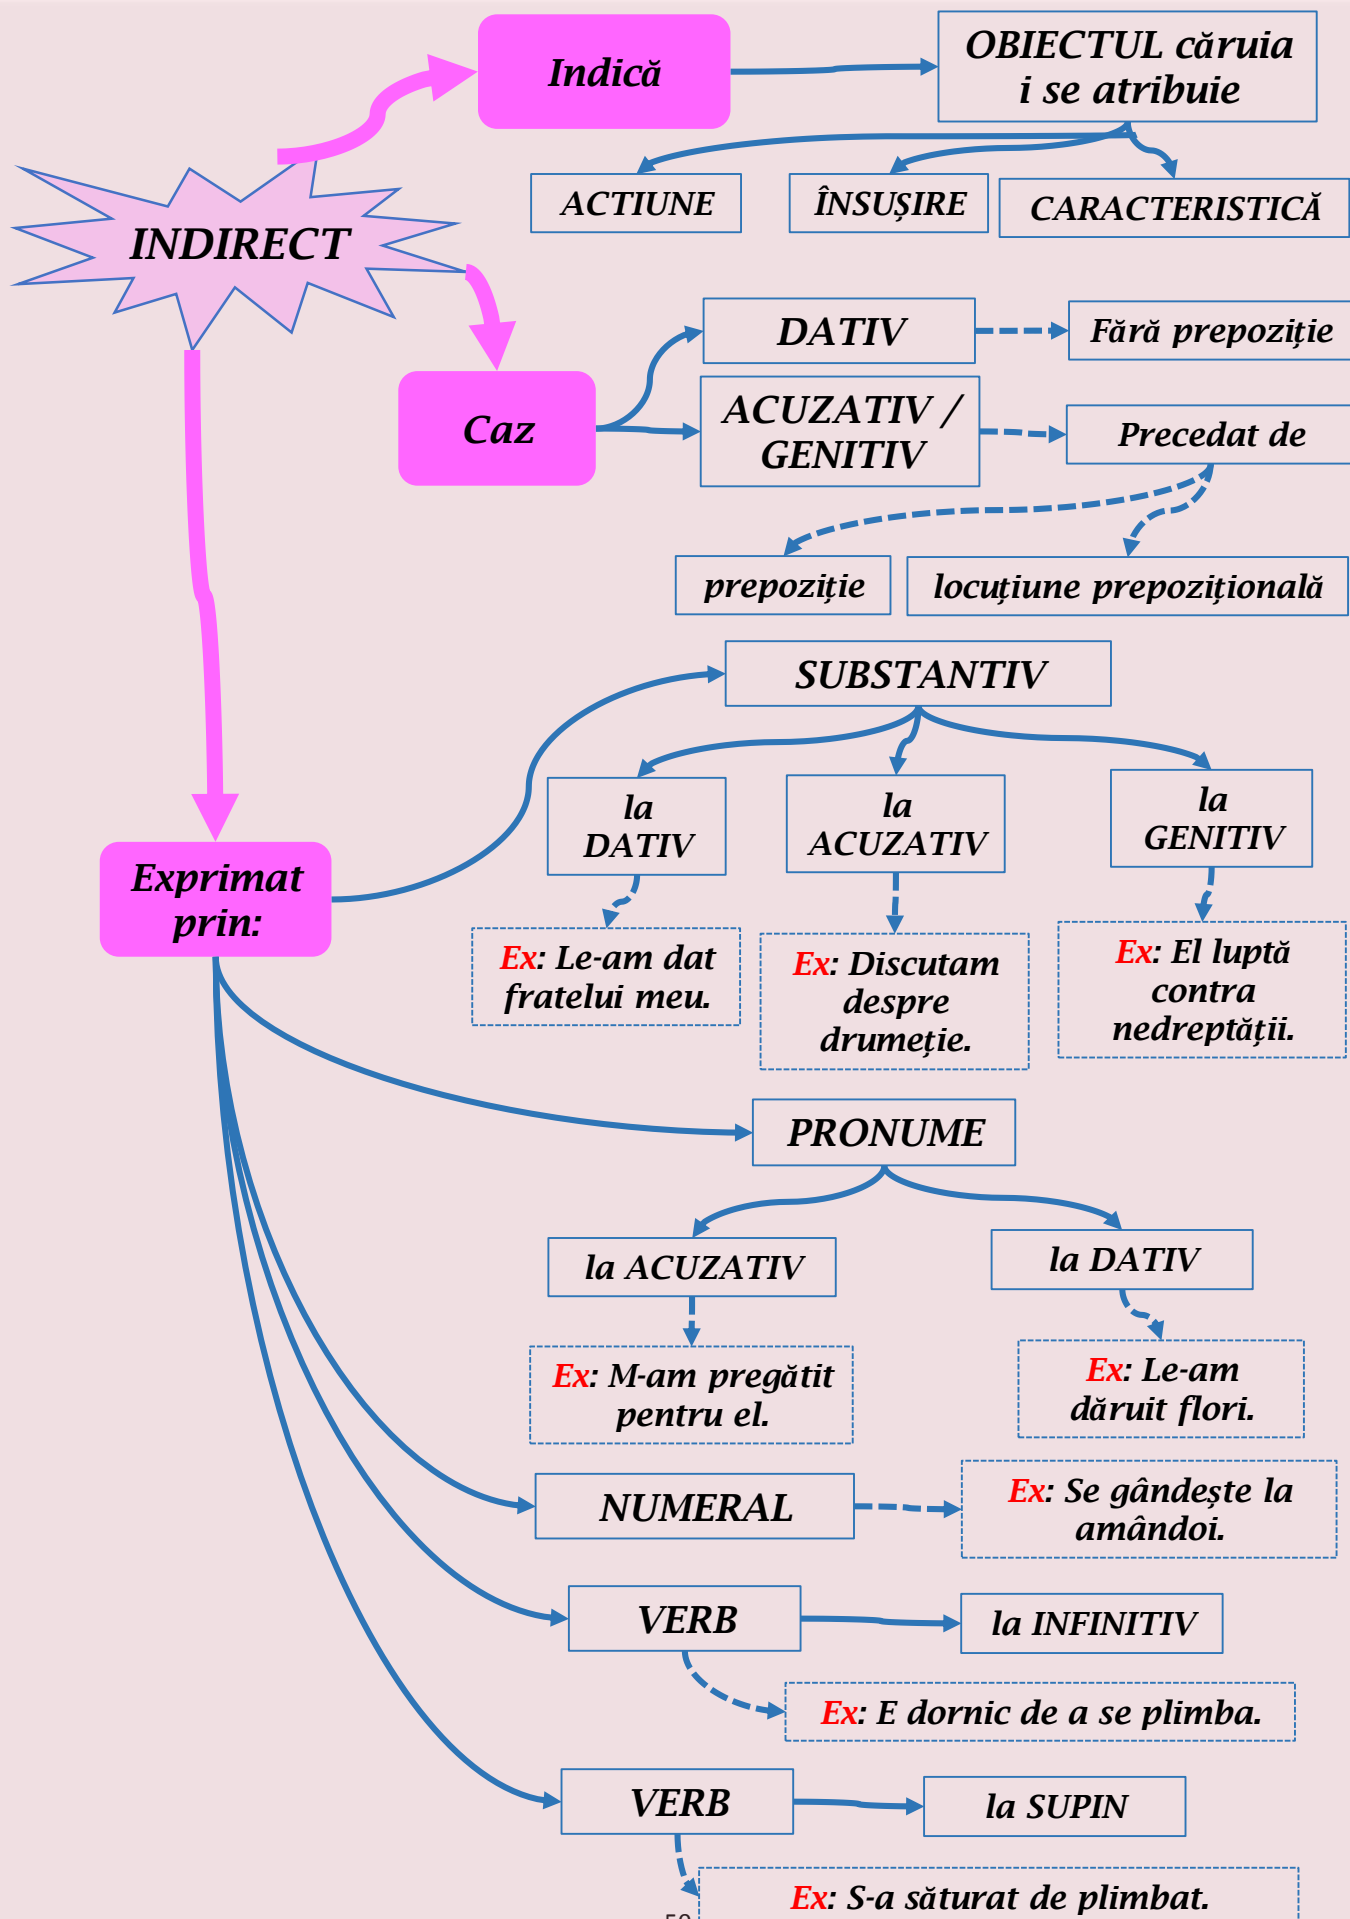 Indică
OBIECTUL căruia
i se atribuie
ACTIUNE
ÎNSUȘIRE
CARACTERISTICĂ
INDIRECT
DATIV
Fără prepoziție
Caz
ACUZATIV /
GENITIV
Precedat de
prepoziție
locuțiune prepozițională
SUBSTANTIV
la
DATIV
la
ACUZATIV
la
GENITIV
Exprimat
prin:
Ex: Le-am dat
fratelui meu.
Ex: Discutam
despre
drumeție.
Ex: El luptă
contra
nedreptății.
PRONUME
la ACUZATIV
la DATIV
Ex: M-am pregătit
pentru el.
Ex: Le-am
dăruit flori.
NUMERAL
Ex: Se gândește la
amândoi.
VERB
la INFINITIV
Ex: E dornic de a se plimba.
VERB
la SUPIN
Ex: S-a săturat de plimbat.